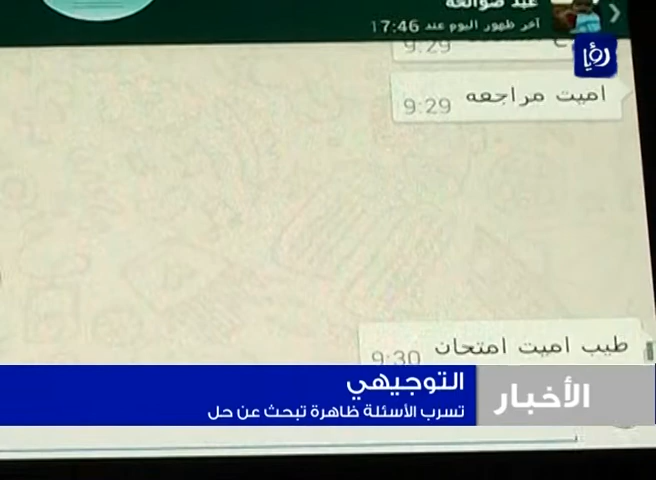 عبد صوالحة
آخر ظهور اليوم عند 17:46
رؤيا
9:29
اميت مراجعه
9:29
طيب اميت امتحان
9:30
الأخبار
التوجيهي
تسرب الأسئلة ظاهرة تبحث عن حل